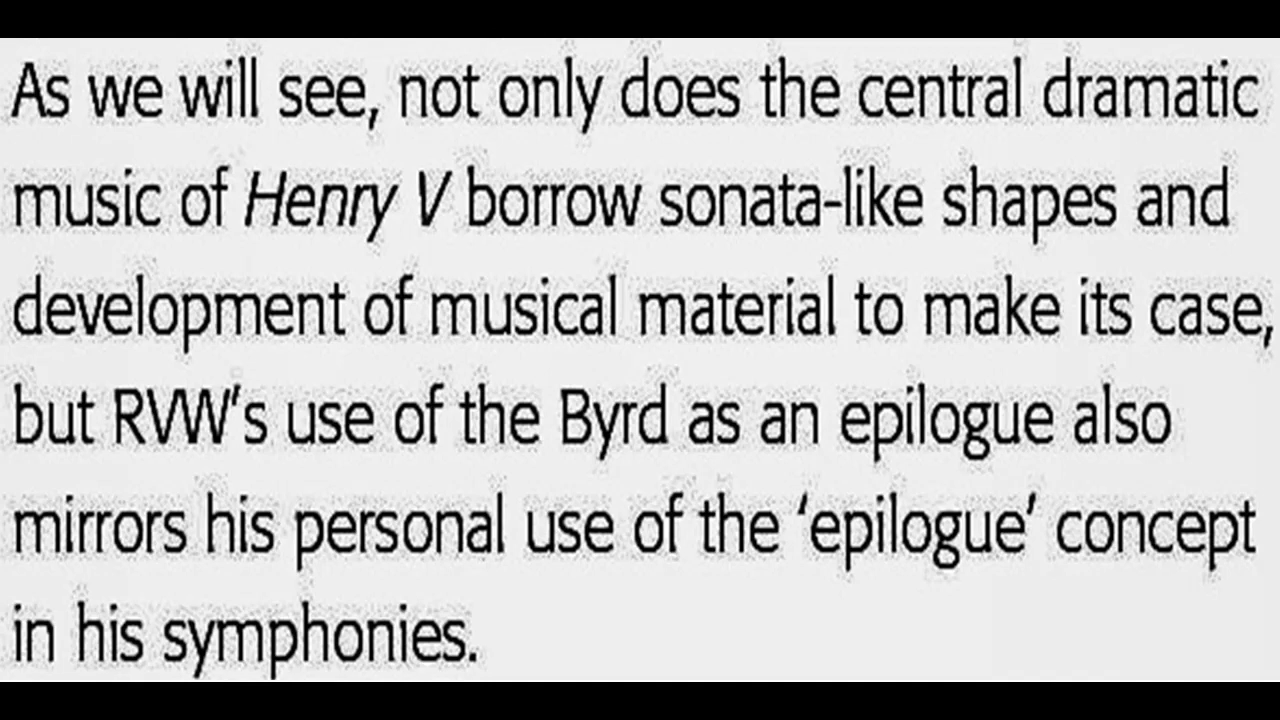 As we will see, not only does the central dramatic
music of Henry V borrow sonata-like shapes and
development of musical material to make its case,
but RVW's use of the Byrd as an epilogue also
mirrors his personal use of the ‘epilogue’ concept
in his symphonies.